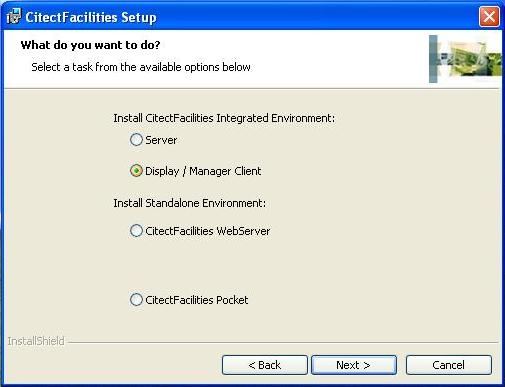 CitectFacilities Setup
What do you want to do?
Select a task from the available options below
Install CitectFacilities Integrated Environment:
Server
Display / Manager Client
Install Standalone Environment:
CitectFacilities WebServer
CitectFacilities Pocket
InstallShield
< Back Next > Cancel